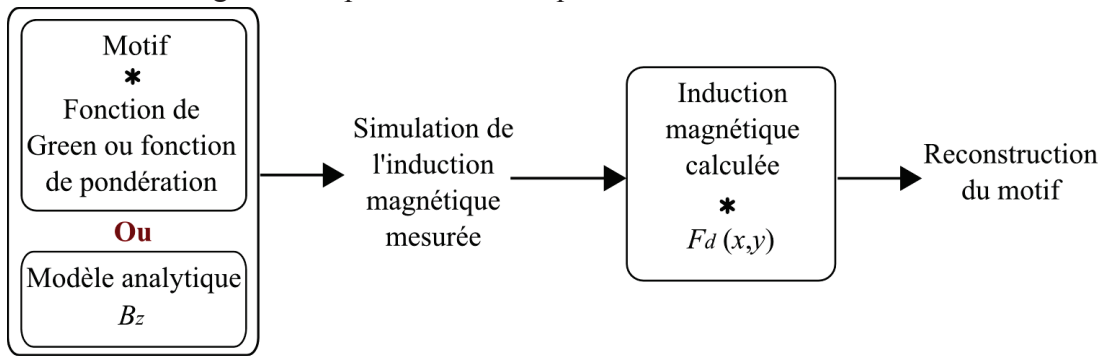 Motif
*
Fonction de
Green ou fonction
de pondération
Ou
Modèle analytique
Bz
Simulation de
l'induction
magnétique
mesurée
Induction
magnétique
calculée
*
Fd (x,y)
Reconstruction
du motif